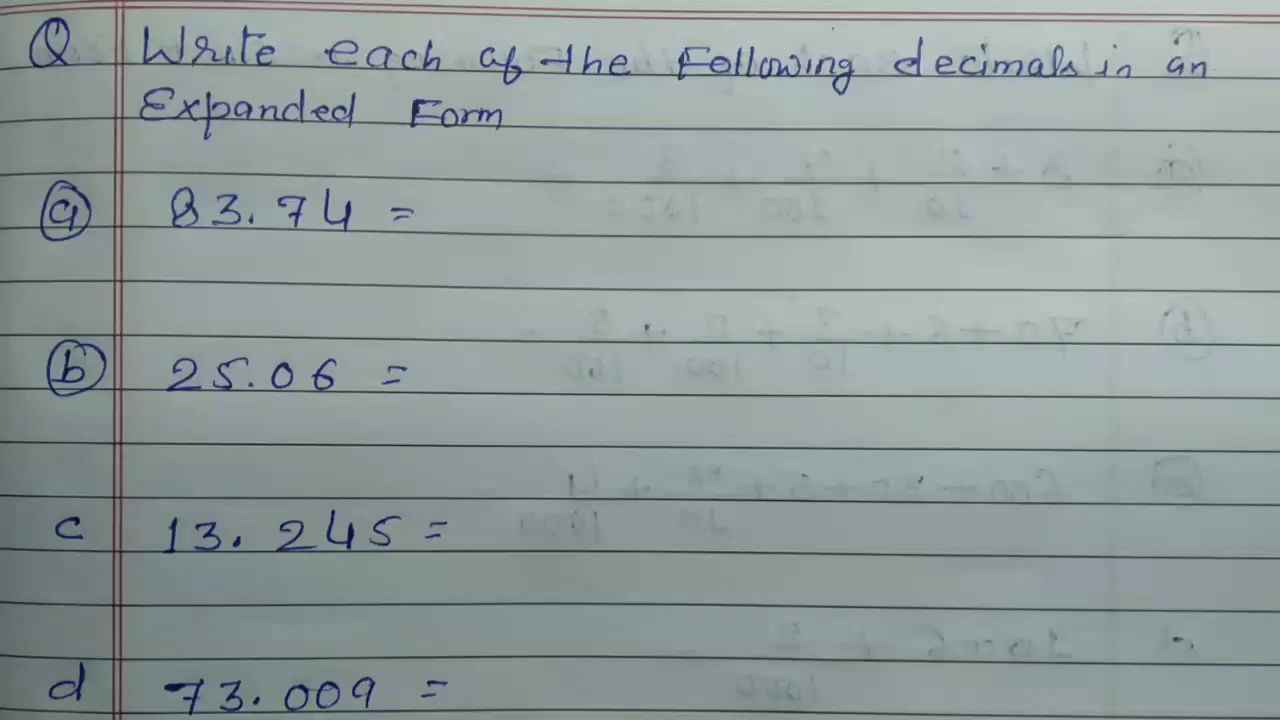 Q Write each of the Following decimals in an
Expanded Form
a 83.74 =
b 25.06 =
c 13.245 =
d 73.009 =